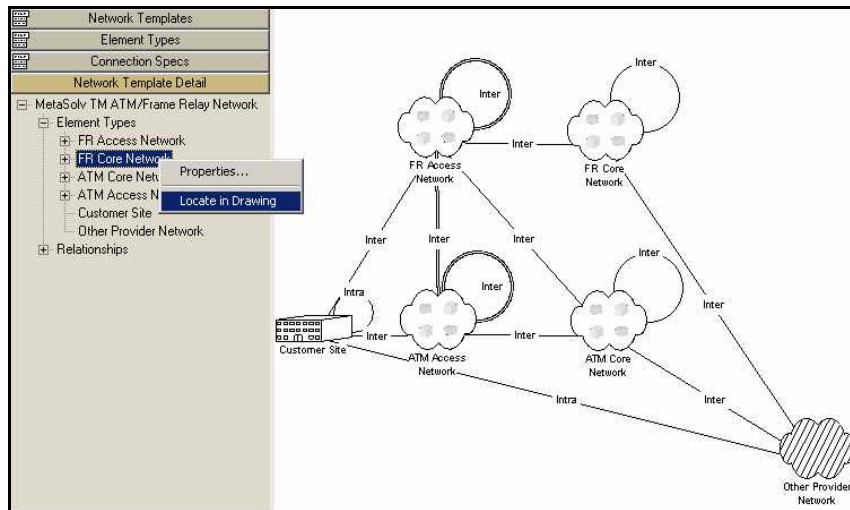 Network Templates
Element Types
Connection Specs
Network Template Detail
MetaSolv TM ATM/Frame Relay Network
Element Types
FR Access Network
FR Core Network
ATM Core Netw
ATM Access N
Customer Site
Other Provider Network
Relationships
Properties...
Locate in Drawing
Inter
Inter
FR Access
Network
Inter
FR Core
Network
Inter
Inter
Inter
Inter
Inter
Inter
Intra
Customer Site
Inter
ATM Access
Network
Inter
ATM Core
Network
Intra
Inter
Other Provider
Network